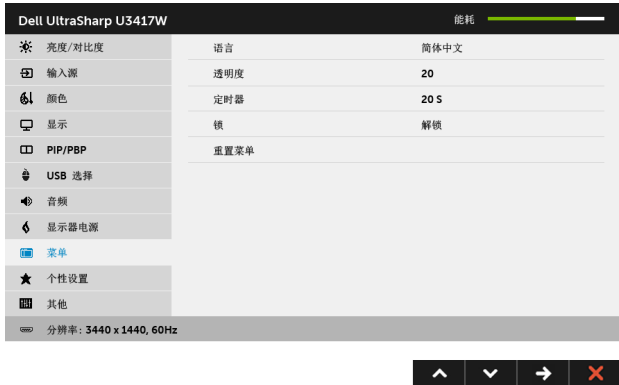 Dell UltraSharp U3417W 能耗
亮度/对比度 语言 简体中文
输入源 透明度 20
颜色 定时器 20 S
显示 锁 解锁
PIP/PBP 重置菜单
USB 选择
音频
显示器电源
菜单
个性设置
其他
分辨率: 3440 x 1440, 60Hz